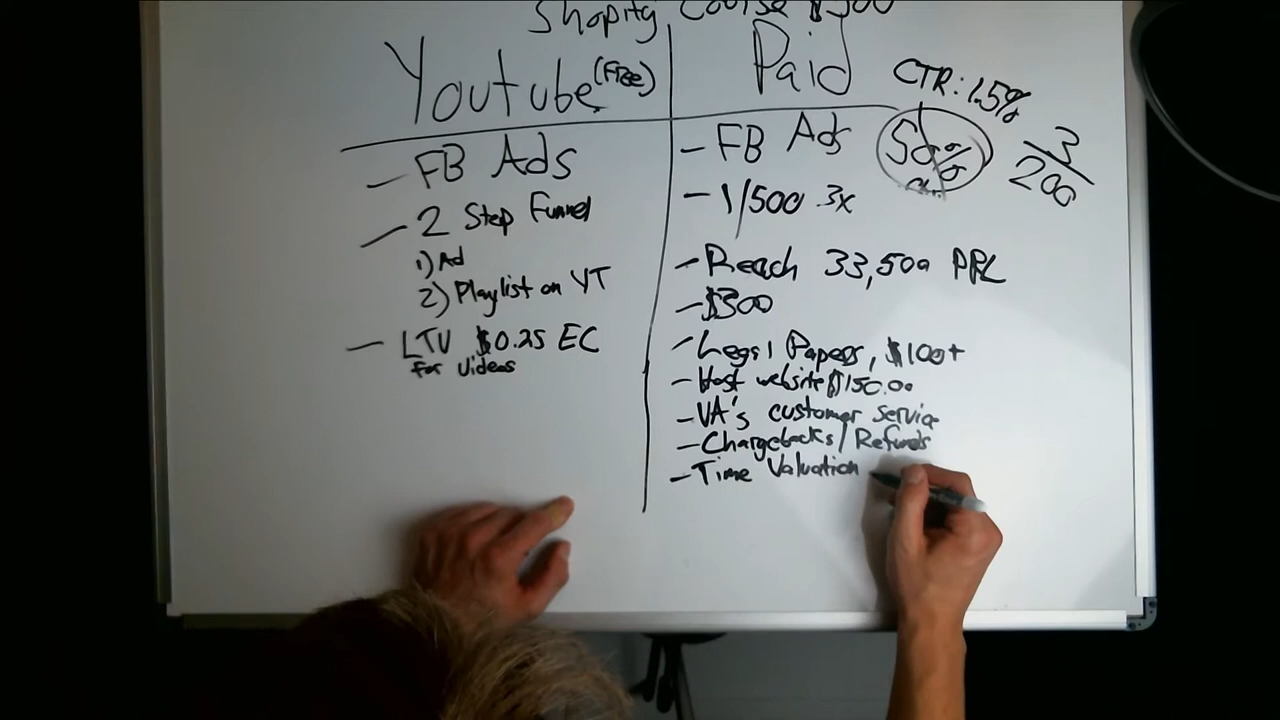 Shopify Course $300
Youtube (Free)
- FB Ads
- 2 Step Funnel
1) Ad
2) Playlist on YT
- LTV $0.25 EC
For Videos
Paid
CTR: 1.5%
3/200
- FB Ads
- 1/500 3x
- Reach 33,500 PPL
- $300
- Legal Papers, $100+
- Host website $150.00
- VA's customer service
- Chargebacks/Refunds
- Time Valuation